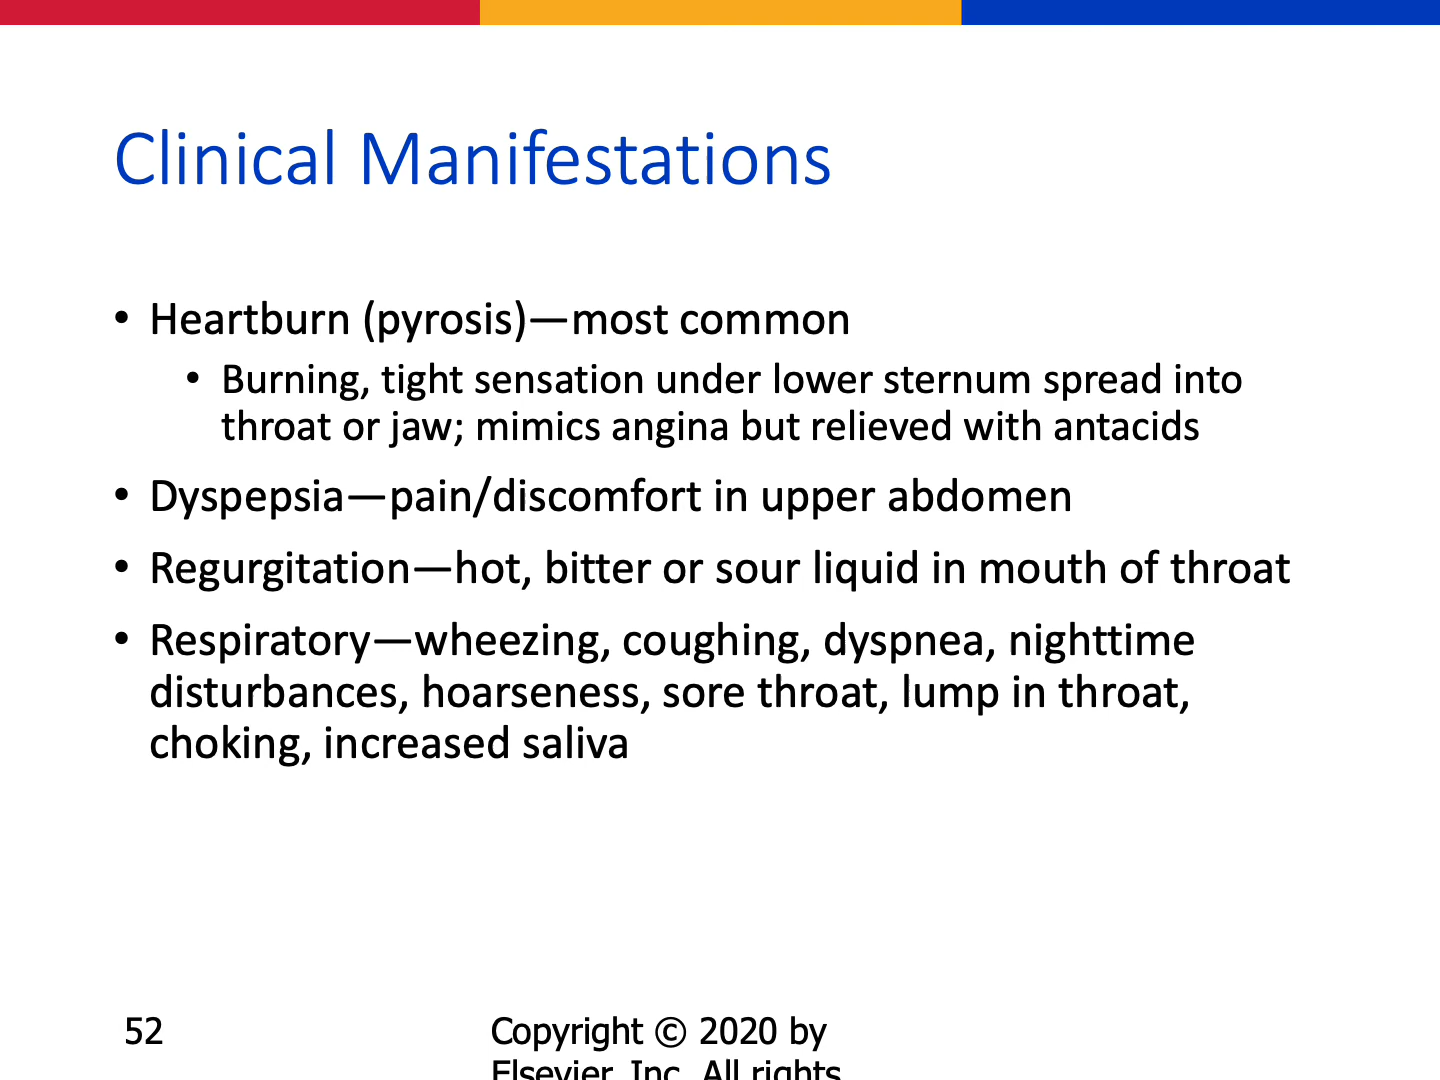 Clinical Manifestations
• Heartburn (pyrosis)—most common
• Burning, tight sensation under lower sternum spread into
throat or jaw; mimics angina but relieved with antacids
• Dyspepsia—pain/discomfort in upper abdomen
• Regurgitation—hot, bitter or sour liquid in mouth of throat
• Respiratory—wheezing, coughing, dyspnea, nighttime
disturbances, hoarseness, sore throat, lump in throat,
choking, increased saliva
52
Copyright © 2020 by
Elsevier, Inc. All rights